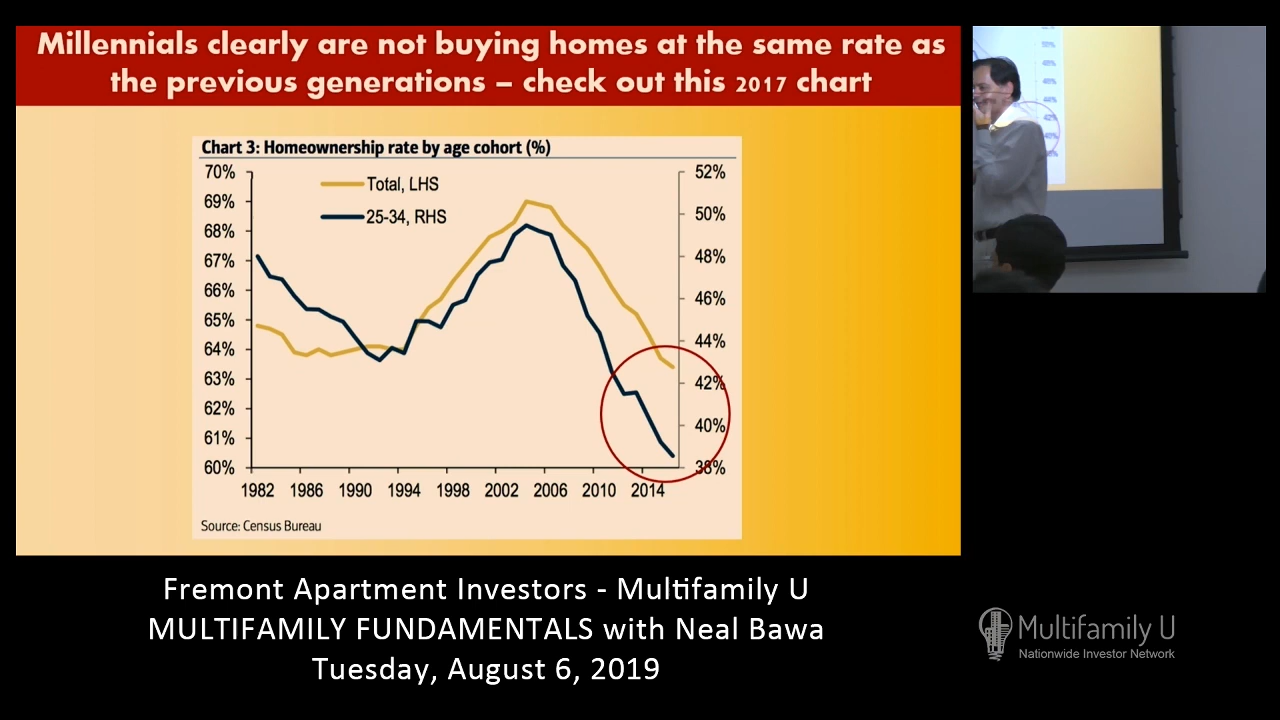 Millennials clearly are not buying homes at the same rate as
the previous generations – check out this 2017 chart
Chart 3: Homeownership rate by age cohort (%)
70%
69%
68%
67%
66%
65%
64%
63%
62%
61%
60%
Total, LHS
25-34, RHS
52%
50%
48%
46%
44%
42%
40%
38%
1982 1986 1990 1994 1998 2002 2006 2010 2014
Source: Census Bureau
Fremont Apartment Investors - Multifamily U
MULTIFAMILY FUNDAMENTALS with Neal Bawa
Tuesday, August 6, 2019
Multifamily U
Nationwide Investor Network